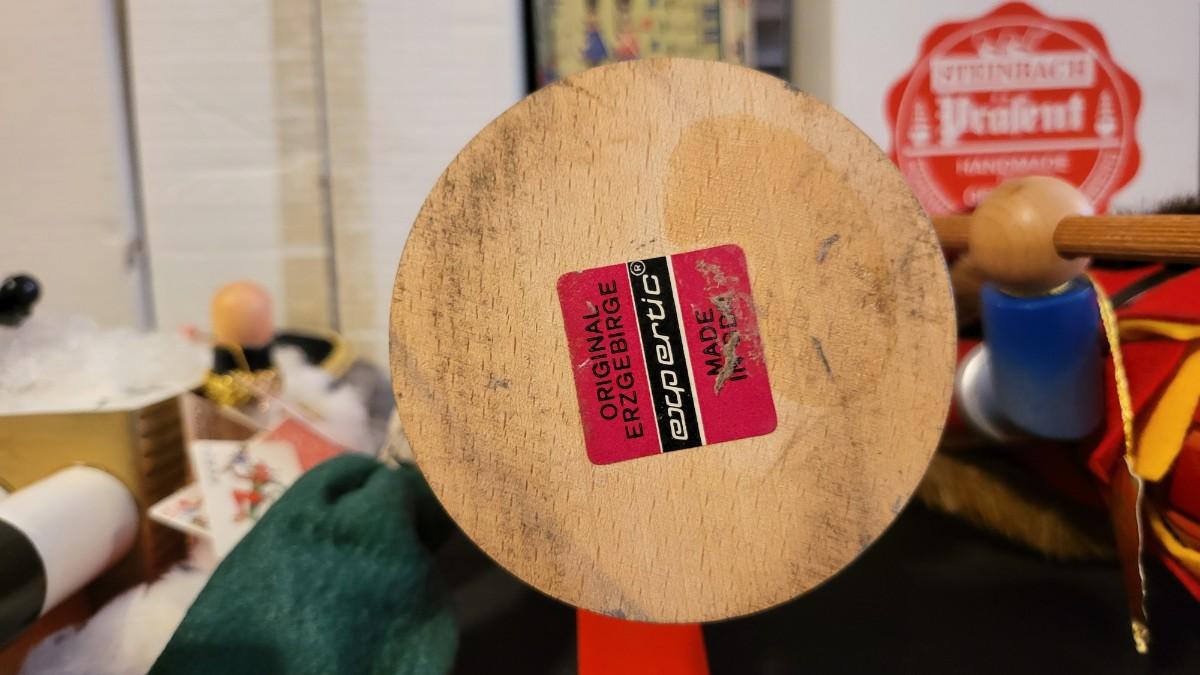 STEINBACH
Präsent
HANDMADE
ORIGINAL
ERZGEBIRGE
expertic®
MADE